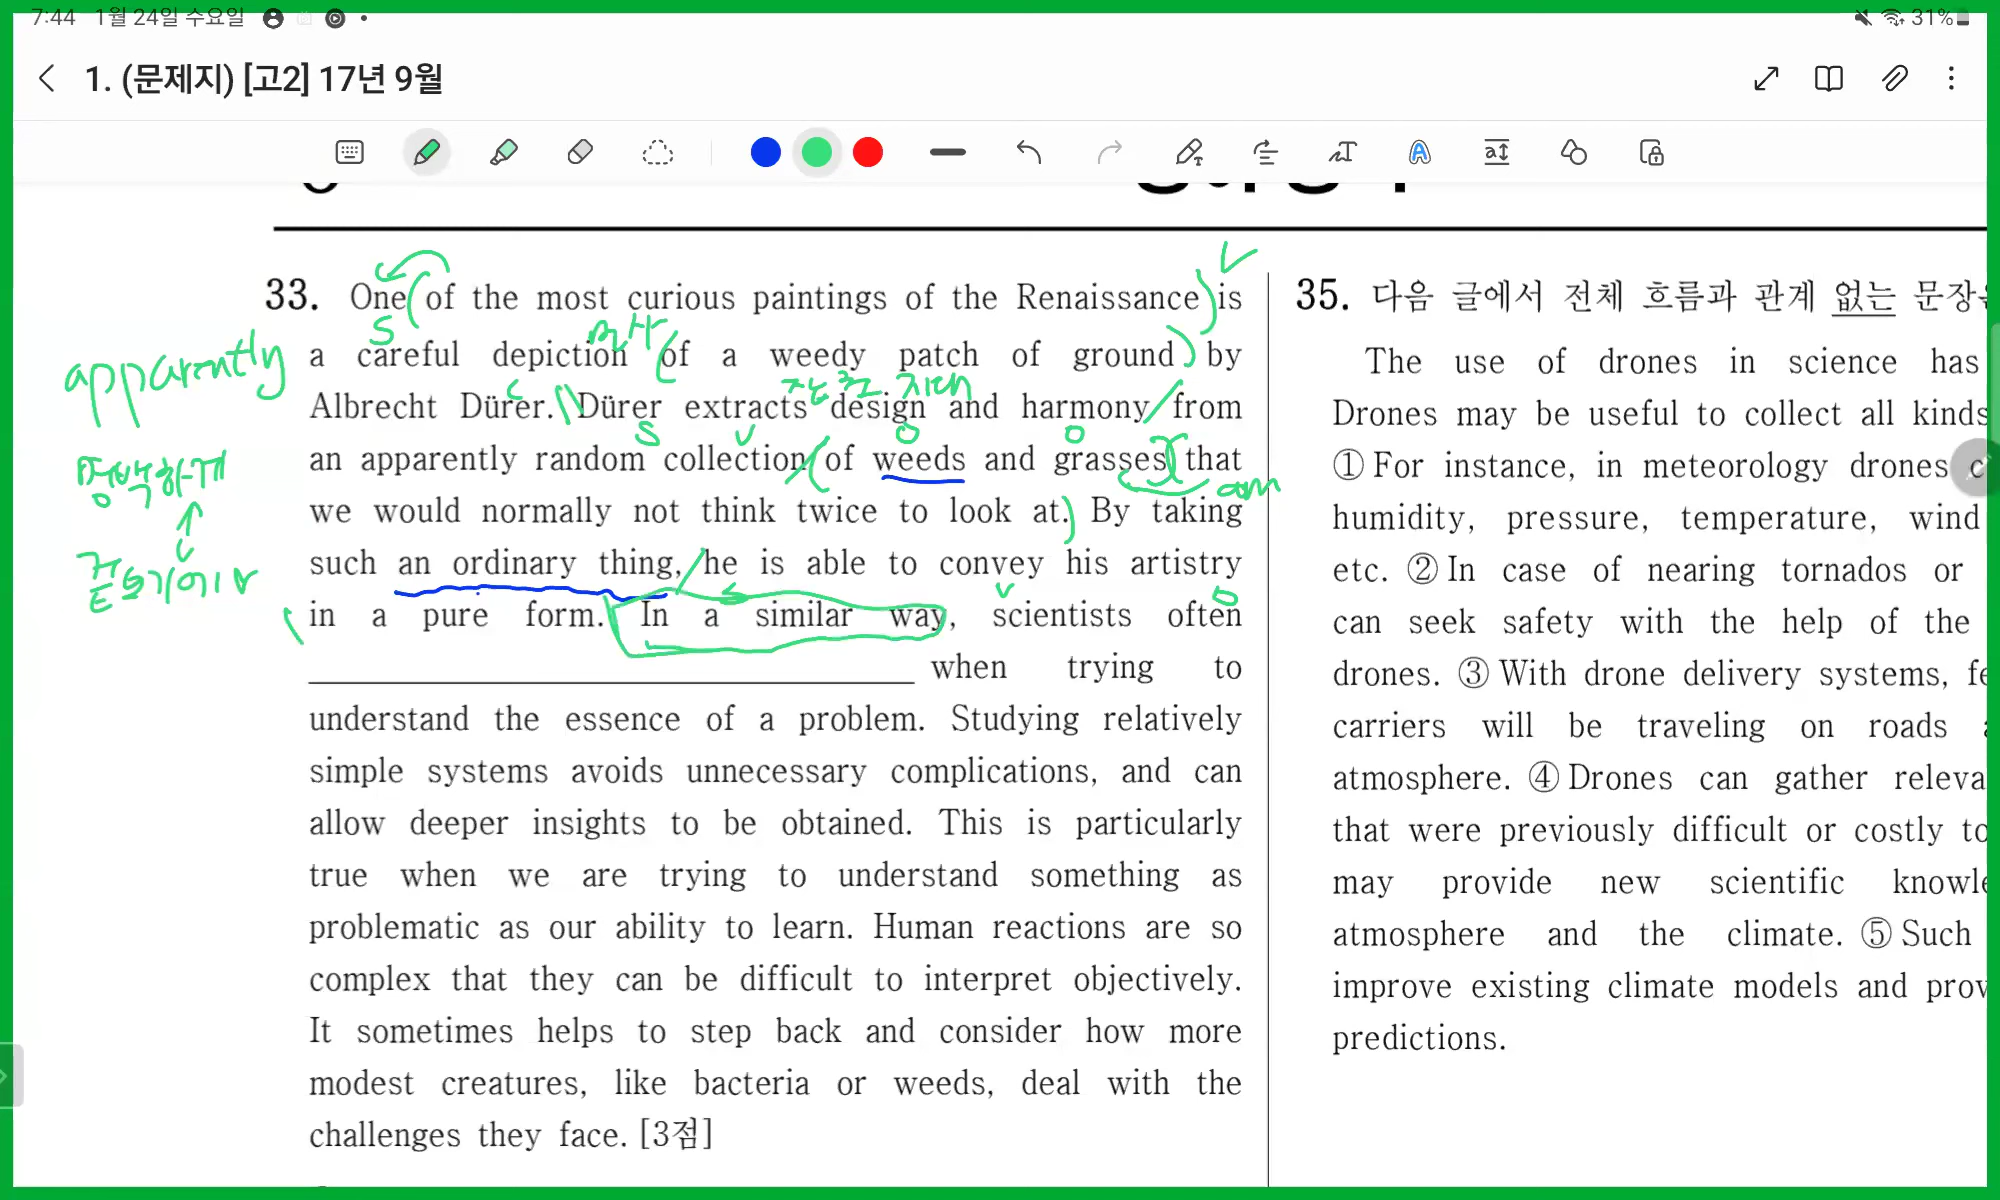 7:44 1월 24일 수요일 31%
1. (문제지) [고2] 17년 9월
33. One of the most curious paintings of the Renaissance is
a careful depiction of a weedy patch of ground by
Albrecht Dürer. Dürer extracts design and harmony from
an apparently random collection of weeds and grasses that
we would normally not think twice to look at. By taking
such an ordinary thing, he is able to convey his artistry
in a pure form. In a similar way, scientists often
when trying to
understand the essence of a problem. Studying relatively
simple systems avoids unnecessary complications, and can
allow deeper insights to be obtained. This is particularly
true when we are trying to understand something as
problematic as our ability to learn. Human reactions are so
complex that they can be difficult to interpret objectively.
It sometimes helps to step back and consider how more
modest creatures, like bacteria or weeds, deal with the
challenges they face. [3점]
apparently
명백하게
겉보기에
명사
잡초 지대
S
V
C
S
V
O
O
S
V
O
35. 다음 글에서 전체 흐름과 관계 없는 문장
The use of drones in science has
Drones may be useful to collect all kinds
① For instance, in meteorology drones
humidity, pressure, temperature, wind
etc. ② In case of nearing tornados or
can seek safety with the help of the
drones. ③ With drone delivery systems,
carriers will be traveling on roads
atmosphere. ④ Drones can gather
that were previously difficult or costly to
may provide new scientific
atmosphere and the climate. ⑤ Such
improve existing climate models and
predictions.